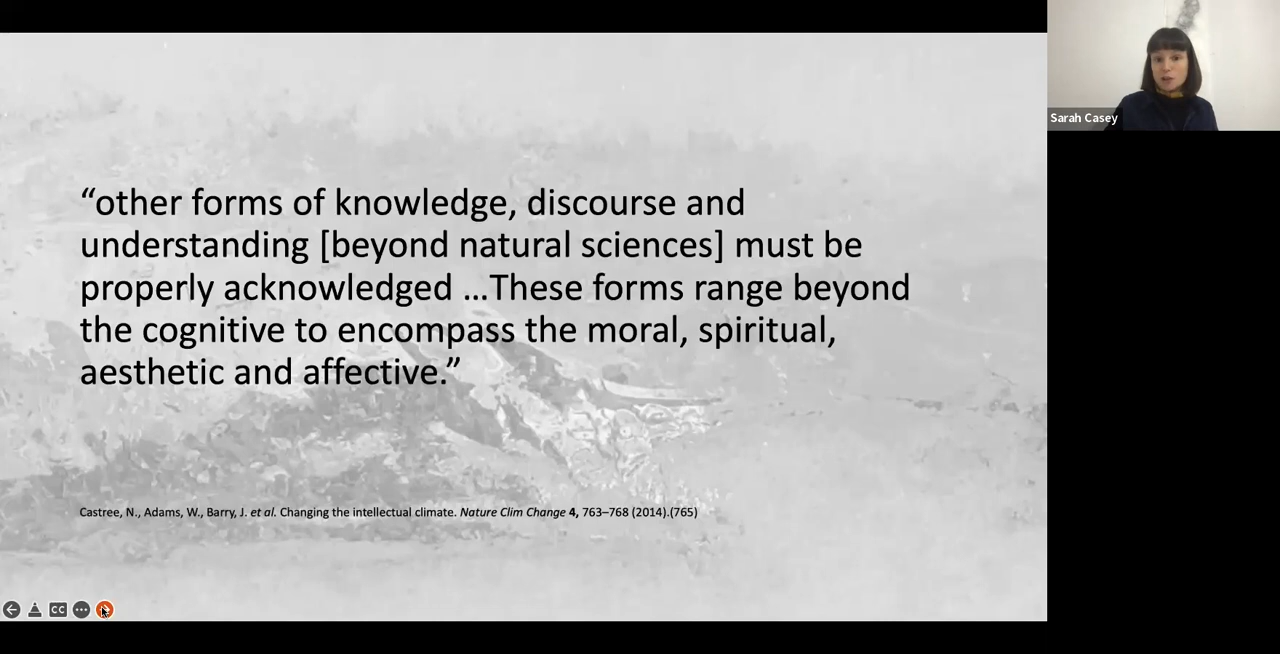 Sarah Casey
“other forms of knowledge, discourse and
understanding [beyond natural sciences] must be
properly acknowledged …These forms range beyond
the cognitive to encompass the moral, spiritual,
aesthetic and affective.”
Castree, N., Adams, W., Barry, J. et al. Changing the intellectual climate. Nature Clim Change 4, 763–768 (2014).(765)
CC